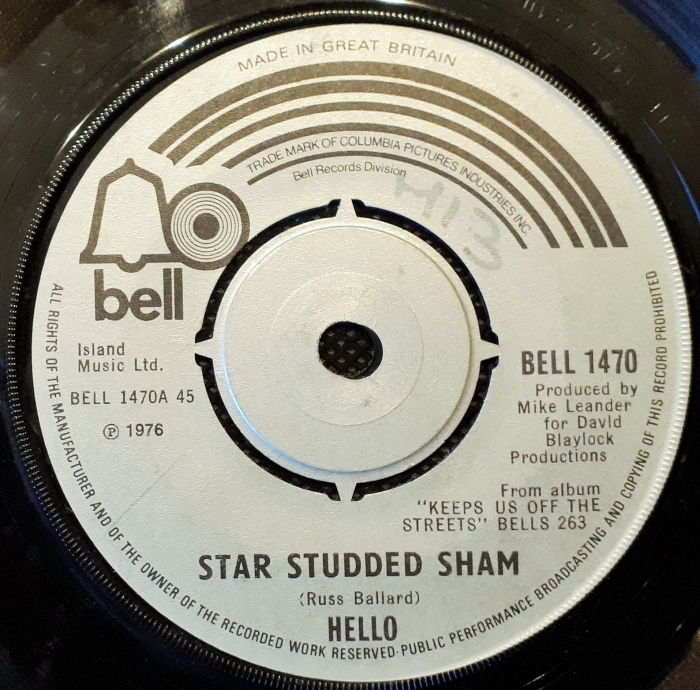 MADE IN GREAT BRITAIN
TRADE MARK OF COLUMBIA PICTURES INDUSTRIES INC.
Bell Records Division
H13
bell
Island
Music Ltd.
BELL 1470A 45
℗ 1976
BELL 1470
Produced by
Mike Leander
for David
Blaylock
Productions
From album
"KEEPS US OFF THE
STREETS" BELLS 263
STAR STUDDED SHAM
(Russ Ballard)
HELLO
ALL RIGHTS OF THE MANUFACTURER AND OF THE OWNER OF THE RECORDED WORK RESERVED·PUBLIC PERFORMANCE BROADCASTING AND COPYING OF THIS RECORD PROHIBITED